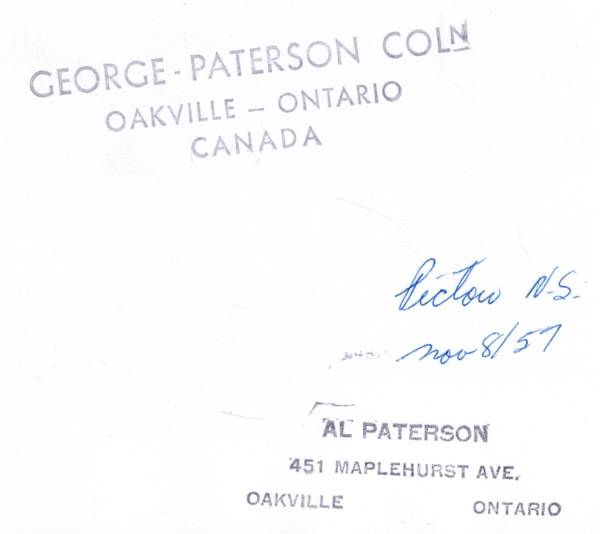 GEORGE-PATERSON COLN
OAKVILLE – ONTARIO
CANADA
Pictou N.S.
Nov 8/57
AL PATERSON
451 MAPLEHURST AVE.
OAKVILLE ONTARIO